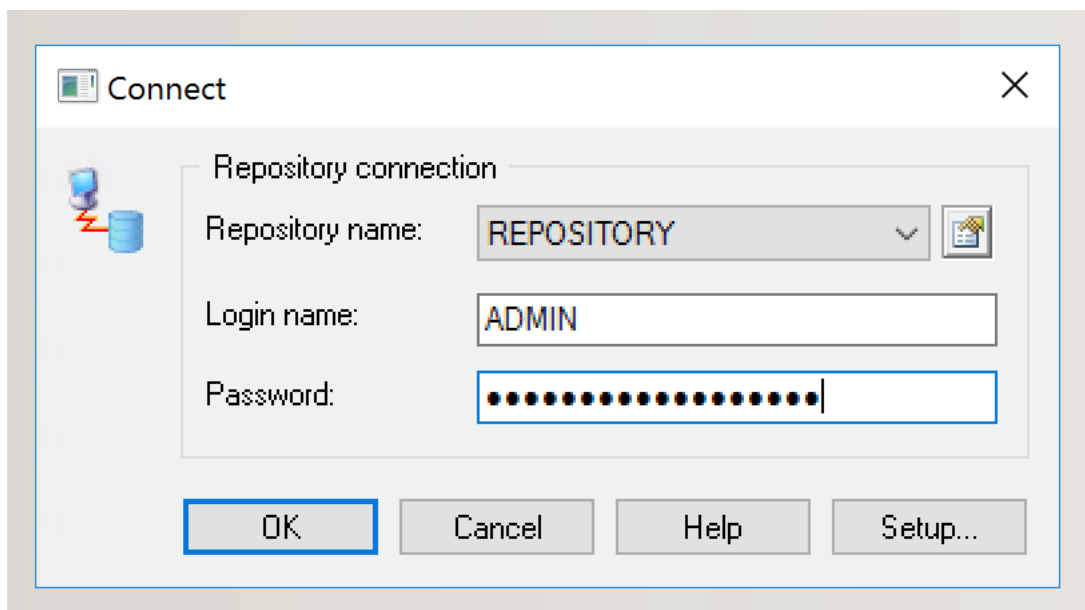 Connect
Repository connection
Repository name: REPOSITORY
Login name: ADMIN
Password: ••••••••••••••••••
OK Cancel Help Setup...